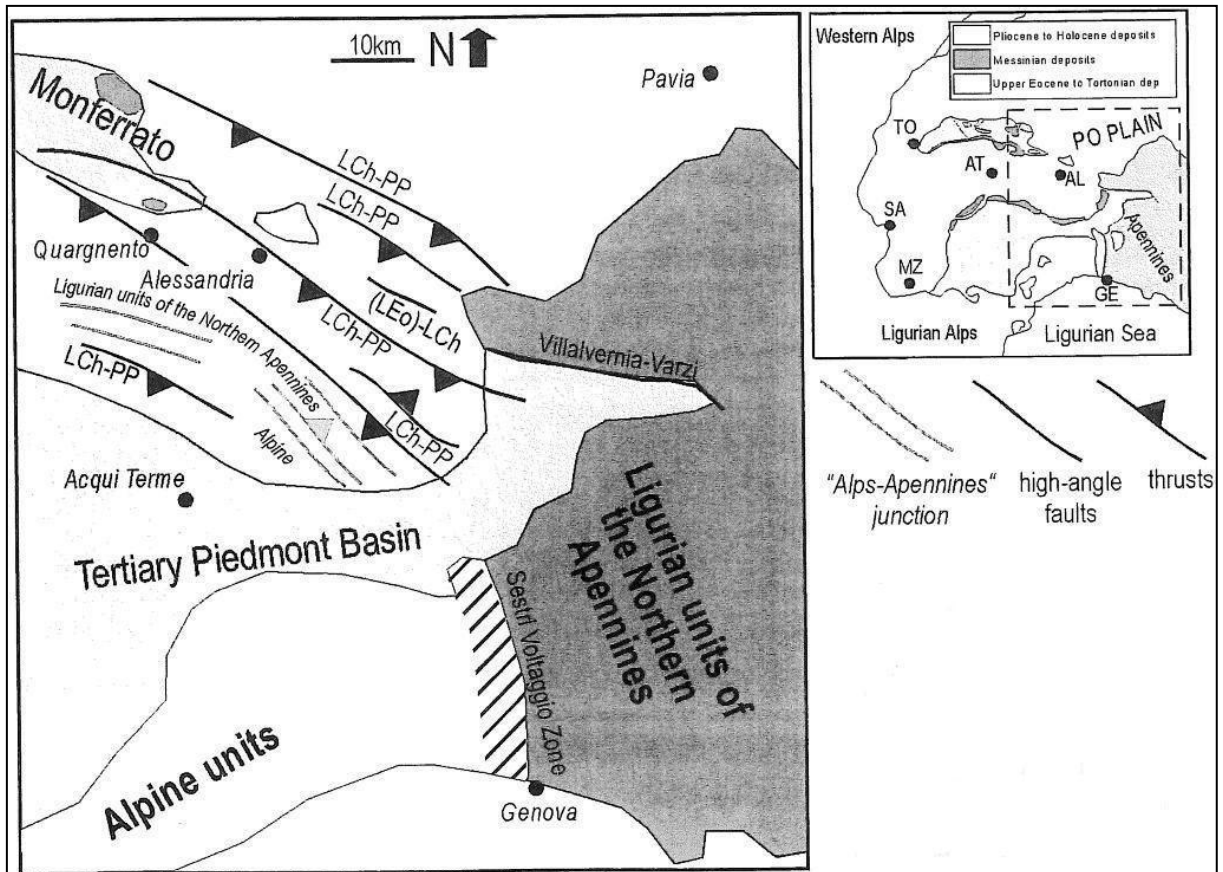 10km N
Pavia
Monferrato
LCh-PP
LCh-PP
Quargnento
Alessandria
(LEo)-LCh
LCh-PP
Ligurian units of the Northern Apennines
Villalvernia-Varzi
LCh-PP
LCh-PP
Alpine
Acqui Terme
Tertiary Piedmont Basin
Ligurian units of
the Northern
Apennines
Sestri Voltaggio Zone
Alpine units
Genova
Western Alps
Pliocene to Holocene deposits
Messinian deposits
Upper Eocene to Tortonian dep
TO
PO PLAIN
AT
AL
SA
Apennines
MZ
GE
Ligurian Alps
Ligurian Sea
"Alps-Apennines"
junction
high-angle
faults
thrusts